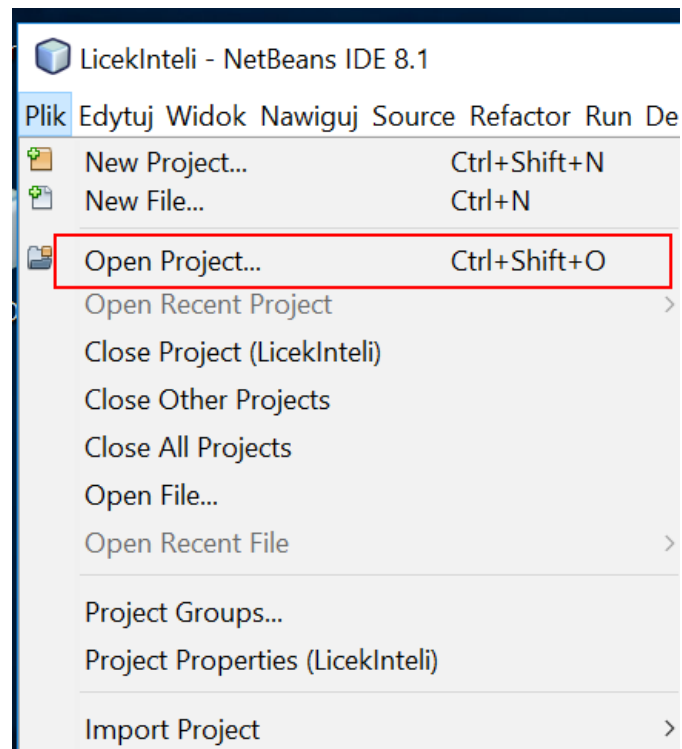 LicekInteli - NetBeans IDE 8.1
Plik Edytuj Widok Nawiguj Source Refactor Run De
New Project... Ctrl+Shift+N
New File... Ctrl+N
Open Project... Ctrl+Shift+O
Open Recent Project
Close Project (LicekInteli)
Close Other Projects
Close All Projects
Open File...
Open Recent File
Project Groups...
Project Properties (LicekInteli)
Import Project